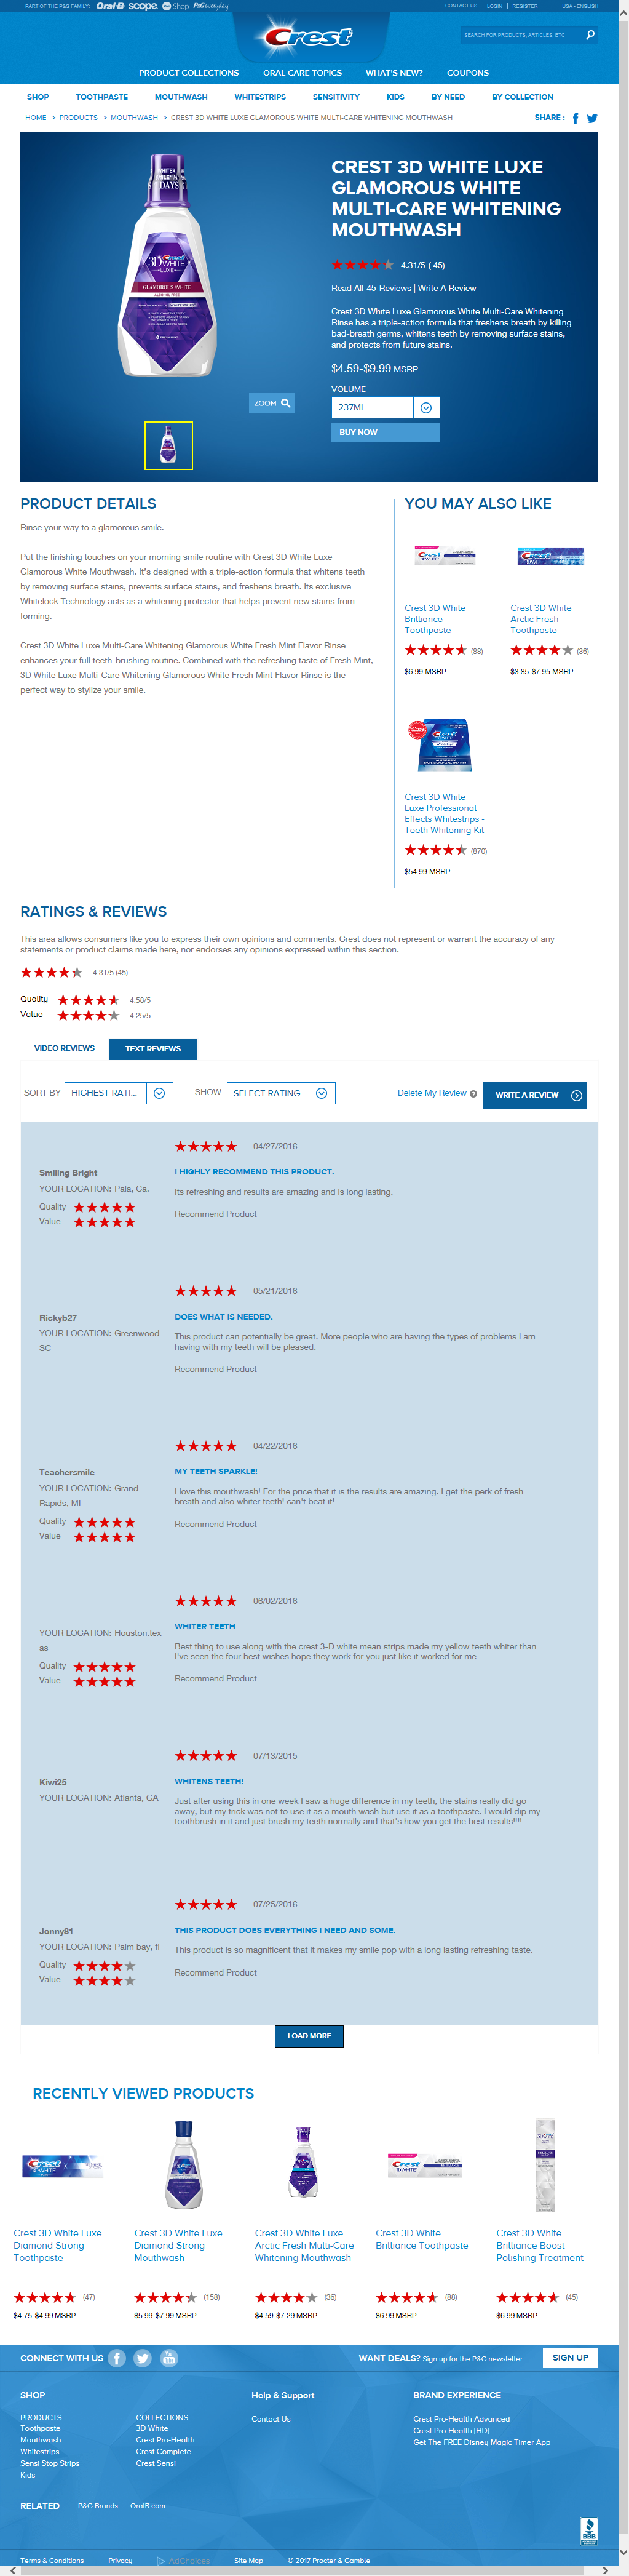 PART OF THE P&G FAMILY: Oral-B scope Shop P&G everyday CONTACT US | LOGIN | REGISTER USA - ENGLISH
Crest
SEARCH FOR PRODUCTS, ARTICLES, ETC
PRODUCT COLLECTIONS ORAL CARE TOPICS WHAT'S NEW? COUPONS
SHOP TOOTHPASTE MOUTHWASH WHITESTRIPS SENSITIVITY KIDS BY NEED BY COLLECTION
HOME > PRODUCTS > MOUTHWASH > CREST 3D WHITE LUXE GLAMOROUS WHITE MULTI-CARE WHITENING MOUTHWASH SHARE :
CREST 3D WHITE LUXE
GLAMOROUS WHITE
MULTI-CARE WHITENING
MOUTHWASH
4.31/5 ( 45)
Read All 45 Reviews | Write A Review
Crest 3D White Luxe Glamorous White Multi-Care Whitening
Rinse has a triple-action formula that freshens breath by killing
bad-breath germs, whitens teeth by removing surface stains,
and protects from future stains.
$4.59-$9.99 MSRP
VOLUME
237ML
BUY NOW
3D WHITE
LUXE
GLAMOROUS WHITE
ZOOM
PRODUCT DETAILS
Rinse your way to a glamorous smile.
Put the finishing touches on your morning smile routine with Crest 3D White Luxe
Glamorous White Mouthwash. It's designed with a triple-action formula that whitens teeth
by removing surface stains, prevents surface stains, and freshens breath. Its exclusive
Whitelock Technology acts as a whitening protector that helps prevent new stains from
forming.
Crest 3D White Luxe Multi-Care Whitening Glamorous White Fresh Mint Flavor Rinse
enhances your full teeth-brushing routine. Combined with the refreshing taste of Fresh Mint,
3D White Luxe Multi-Care Whitening Glamorous White Fresh Mint Flavor Rinse is the
perfect way to stylize your smile.
YOU MAY ALSO LIKE
Crest 3D White
Brilliance
Toothpaste
(88)
$6.99 MSRP
Crest 3D White
Arctic Fresh
Toothpaste
(36)
$3.85-$7.95 MSRP
Crest 3D White
Luxe Professional
Effects Whitestrips -
Teeth Whitening Kit
(870)
$54.99 MSRP
RATINGS & REVIEWS
This area allows consumers like you to express their own opinions and comments. Crest does not represent or warrant the accuracy of any
statements or product claims made here, nor endorses any opinions expressed within this section.
4.31/5 (45)
Quality 4.58/5
Value 4.25/5
VIDEO REVIEWS TEXT REVIEWS
SORT BY HIGHEST RATI... SHOW SELECT RATING Delete My Review ? WRITE A REVIEW
04/27/2016
Smiling Bright
YOUR LOCATION: Pala, Ca.
Quality
Value
I HIGHLY RECOMMEND THIS PRODUCT.
Its refreshing and results are amazing and is long lasting.
Recommend Product
05/21/2016
Rickyb27
YOUR LOCATION: Greenwood
SC
DOES WHAT IS NEEDED.
This product can potentially be great. More people who are having the types of problems I am
having with my teeth will be pleased.
Recommend Product
04/22/2016
Teachersmile
YOUR LOCATION: Grand
Rapids, MI
Quality
Value
MY TEETH SPARKLE!
I love this mouthwash! For the price that it is the results are amazing. I get the perk of fresh
breath and also whiter teeth! can't beat it!
Recommend Product
06/02/2016
YOUR LOCATION: Houston.tex
as
Quality
Value
WHITER TEETH
Best thing to use along with the crest 3-D white mean strips made my yellow teeth whiter than
I've seen the four best wishes hope they work for you just like it worked for me
Recommend Product
07/13/2015
Kiwi25
YOUR LOCATION: Atlanta, GA
WHITENS TEETH!
Just after using this in one week I saw a huge difference in my teeth, the stains really did go
away, but my trick was not to use it as a mouth wash but use it as a toothpaste. I would dip my
toothbrush in it and just brush my teeth normally and that's how you get the best results!!!!
07/25/2016
Jonny81
YOUR LOCATION: Palm bay, fl
Quality
Value
THIS PRODUCT DOES EVERYTHING I NEED AND SOME.
This product is so magnificent that it makes my smile pop with a long lasting refreshing taste.
Recommend Product
LOAD MORE
RECENTLY VIEWED PRODUCTS
Crest 3D White Luxe
Diamond Strong
Toothpaste
(47)
$4.75-$4.99 MSRP
Crest 3D White Luxe
Diamond Strong
Mouthwash
(158)
$5.99-$7.99 MSRP
Crest 3D White Luxe
Arctic Fresh Multi-Care
Whitening Mouthwash
(36)
$4.59-$7.29 MSRP
Crest 3D White
Brilliance Toothpaste
(88)
$6.99 MSRP
Crest 3D White
Brilliance Boost
Polishing Treatment
(45)
$6.99 MSRP
CONNECT WITH US WANT DEALS? Sign up for the P&G newsletter. SIGN UP
SHOP
PRODUCTS
Toothpaste
Mouthwash
Whitestrips
Sensi Stop Strips
Kids
COLLECTIONS
3D White
Crest Pro-Health
Crest Complete
Crest Sensi
Help & Support
Contact Us
BRAND EXPERIENCE
Crest Pro-Health Advanced
Crest Pro-Health [HD]
Get The FREE Disney Magic Timer App
RELATED P&G Brands | OralB.com
BBB
Terms & Conditions Privacy AdChoices Site Map © 2017 Procter & Gamble